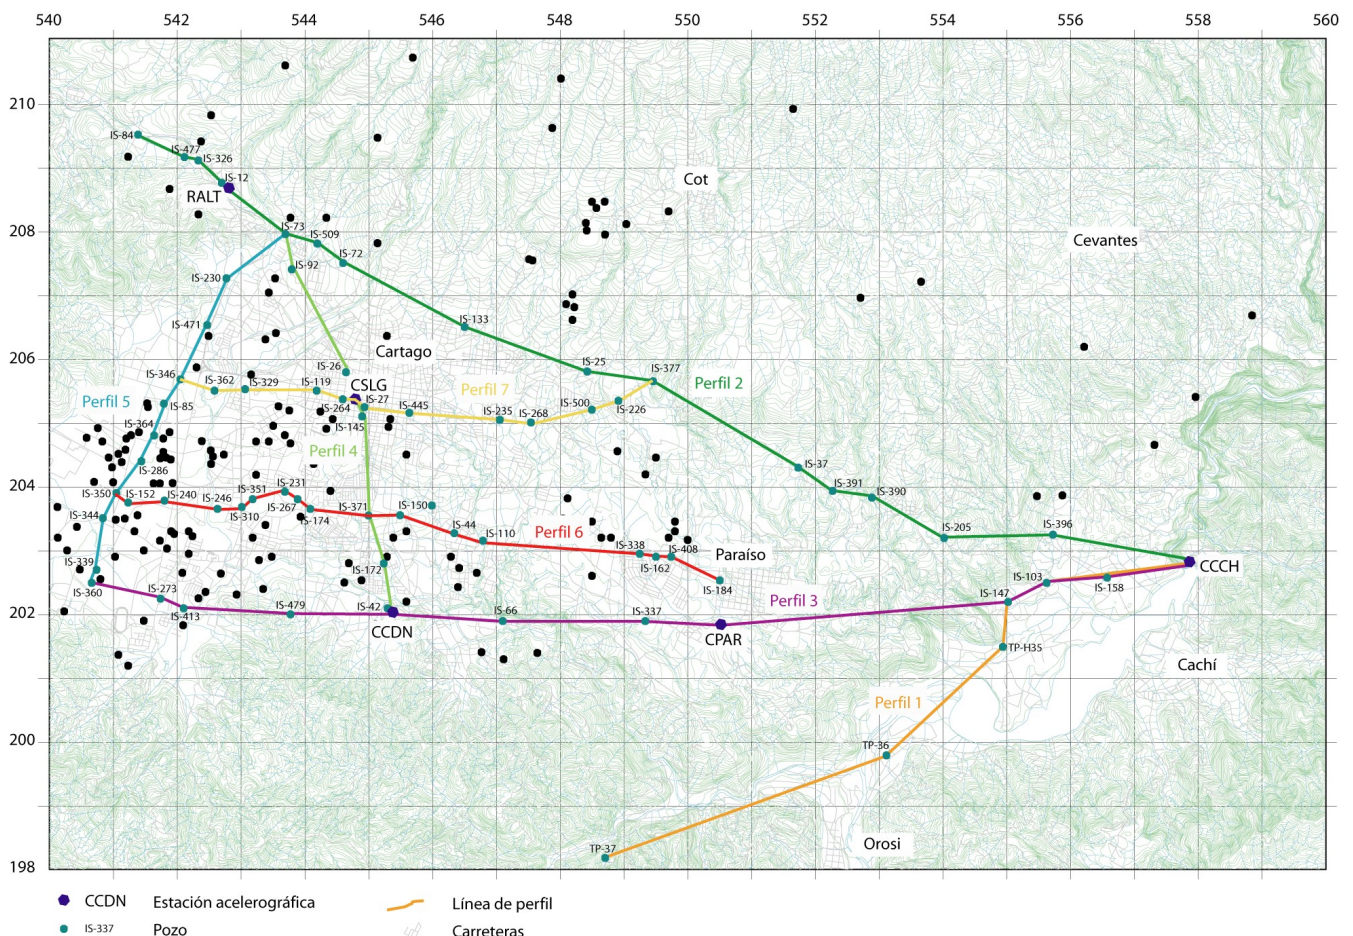 540 542 544 546 548 550 552 554 556 558 560
210
IS-84
IS-477
IS-326
IS-12
RALT
Cot
208
IS-73
IS-509
IS-72
IS-92
Cevantes
IS-230
IS-471
IS-133
206
Cartago
IS-26
IS-25
IS-377
IS-346
IS-362
IS-329
IS-119
CSLG
Perfil 7
Perfil 2
Perfil 5
IS-85
IS-264
IS-27
IS-445
IS-235
IS-268
IS-500
IS-226
IS-364
IS-145
Perfil 4
IS-286
IS-37
204
IS-350
IS-152
IS-240
IS-246
IS-351
IS-231
IS-310
IS-267
IS-174
IS-371
IS-150
IS-391
IS-390
IS-344
IS-44
IS-110
Perfil 6
IS-205
IS-396
IS-339
IS-172
IS-338
IS-162
IS-408
Paraíso
IS-184
CCCH
IS-103
IS-158
IS-360
IS-273
IS-413
IS-479
IS-42
CCDN
IS-66
IS-337
CPAR
Perfil 3
IS-147
202
TP-H35
Cachí
Perfil 1
200
TP-36
TP-37
Orosi
198
CCDN Estación acelerográfica
Línea de perfil
IS-337 Pozo
Carreteras